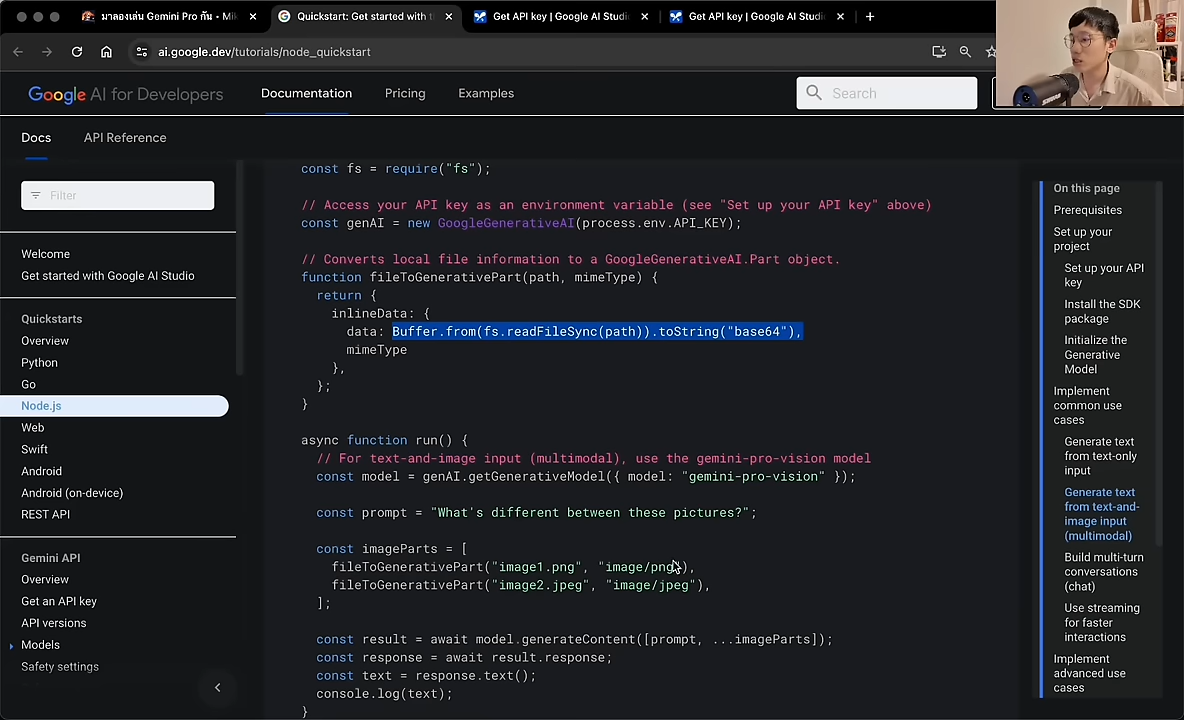 มาลองเล่น Gemini Pro กัน - Mik
Quickstart: Get started with t
Get API key | Google AI Studi
Get API key | Google AI Studi
ai.google.dev/tutorials/node_quickstart
Google AI for Developers
Documentation
Pricing
Examples
Search
Docs
API Reference
Filter
Welcome
Get started with Google AI Studio
Quickstarts
Overview
Python
Go
Node.js
Web
Swift
Android
Android (on-device)
REST API
Gemini API
Overview
Get an API key
API versions
Models
Safety settings
const fs = require("fs");
// Access your API key as an environment variable (see "Set up your API key" above)
const genAI = new GoogleGenerativeAI(process.env.API_KEY);
// Converts local file information to a GoogleGenerativeAI.Part object.
function fileToGenerativePart(path, mimeType) {
return {
inlineData: {
data: Buffer.from(fs.readFileSync(path)).toString("base64"),
mimeType
},
};
}
async function run() {
// For text-and-image input (multimodal), use the gemini-pro-vision model
const model = genAI.getGenerativeModel({ model: "gemini-pro-vision" });
const prompt = "What's different between these pictures?";
const imageParts = [
fileToGenerativePart("image1.png", "image/png"),
fileToGenerativePart("image2.jpeg", "image/jpeg"),
];
const result = await model.generateContent([prompt, ...imageParts]);
const response = await result.response;
const text = response.text();
console.log(text);
}
On this page
Prerequisites
Set up your
project
Set up your API
key
Install the SDK
package
Initialize the
Generative
Model
Implement
common use
cases
Generate text
from text-only
input
Generate text
from text-and-
image input
(multimodal)
Build multi-turn
conversations
(chat)
Use streaming
for faster
interactions
Implement
advanced use
cases
SHURE